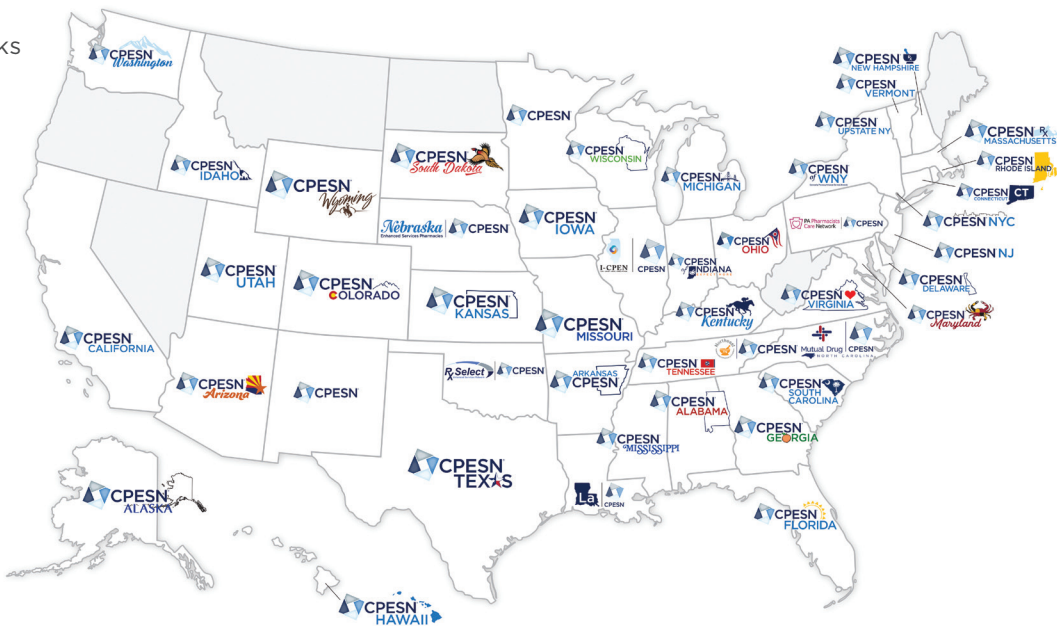 KS
CPESN
Washington
CPESN
IDAHO
CPESN
Wyoming
CPESN
South Dakota
CPESN
Nebraska
Enhanced Services Pharmacies
CPESN
CPESN
IOWA
CPESN
WISCONSIN
CPESN
MICHIGAN
CPESN
NEW HAMPSHIRE
CPESN
VERMONT
CPESN
UPSTATE NY
CPESN
MASSACHUSETTS
CPESN
RHODE ISLAND
CPESN
CONNECTICUT
CT
CPESN
of WNY
CPESN NYC
CPESN NJ
CPESN
DELAWARE
CPESN
Maryland
PA Pharmacists
Care Network
CPESN
CPESN
OHIO
CPESN
of INDIANA
I-CPEN
CPESN
CPESN
UTAH
CPESN
COLORADO
CPESN
KANSAS
CPESN
MISSOURI
CPESN
Kentucky
CPESN
VIRGINIA
CPESN
CALIFORNIA
CPESN
Arizona
CPESN
RxSelect
CPESN
ARKANSAS
CPESN
CPESN
TENNESSEE
CPESN
Mutual Drug
NORTH CAROLINA
CPESN
CPESN
SOUTH
CAROLINA
CPESN
ALABAMA
CPESN
GEORGIA
CPESN
MISSISSIPPI
CPESN
TEXAS
La
CPESN
CPESN
FLORIDA
CPESN
ALASKA
CPESN
HAWAII